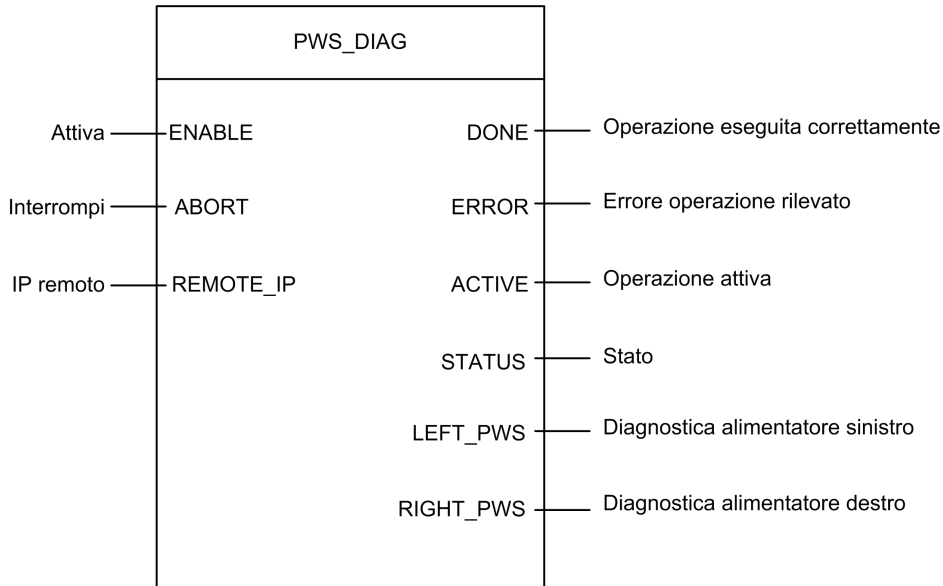 PWS_DIAG
Attiva ENABLE DONE Operazione eseguita correttamente
Interrompi ABORT ERROR Errore operazione rilevato
IP remoto REMOTE_IP ACTIVE Operazione attiva
STATUS Stato
LEFT_PWS Diagnostica alimentatore sinistro
RIGHT_PWS Diagnostica alimentatore destro